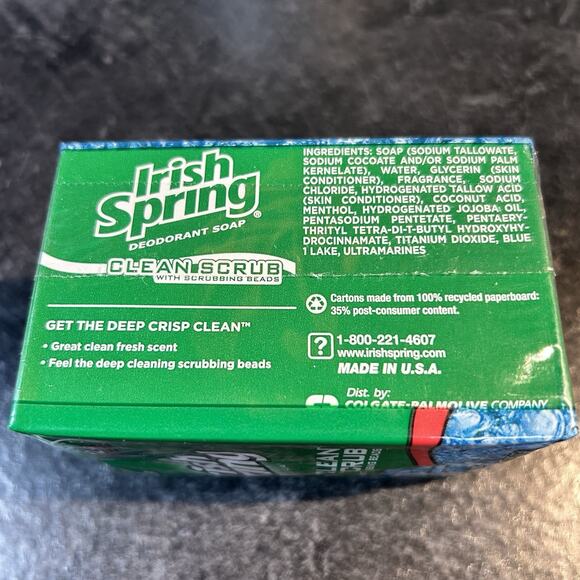 Irish
Spring®
DEODORANT SOAP
CLEAN SCRUB
WITH SCRUBBING BEADS
GET THE DEEP CRISP CLEAN™
• Great clean fresh scent
• Feel the deep cleaning scrubbing beads
INGREDIENTS: SOAP (SODIUM TALLOWATE,
SODIUM COCOATE AND/OR SODIUM PALM
KERNELATE), WATER, GLYCERIN (SKIN
CONDITIONER), FRAGRANCE, SODIUM
CHLORIDE, HYDROGENATED TALLOW ACID
(SKIN CONDITIONER), COCONUT ACID,
MENTHOL, HYDROGENATED JOJOBA OIL,
PENTASODIUM PENTETATE, PENTAERY-
THRITYL TETRA-DI-T-BUTYL HYDROXYHY-
DROCINNAMATE, TITANIUM DIOXIDE, BLUE
1 LAKE, ULTRAMARINES
Cartons made from 100% recycled paperboard:
35% post-consumer content.
?
1-800-221-4607
www.irishspring.com
MADE IN U.S.A.
Dist. by:
COLGATE-PALMOLIVE COMPANY
Spring
CLEAN
SCRUB
BEADS